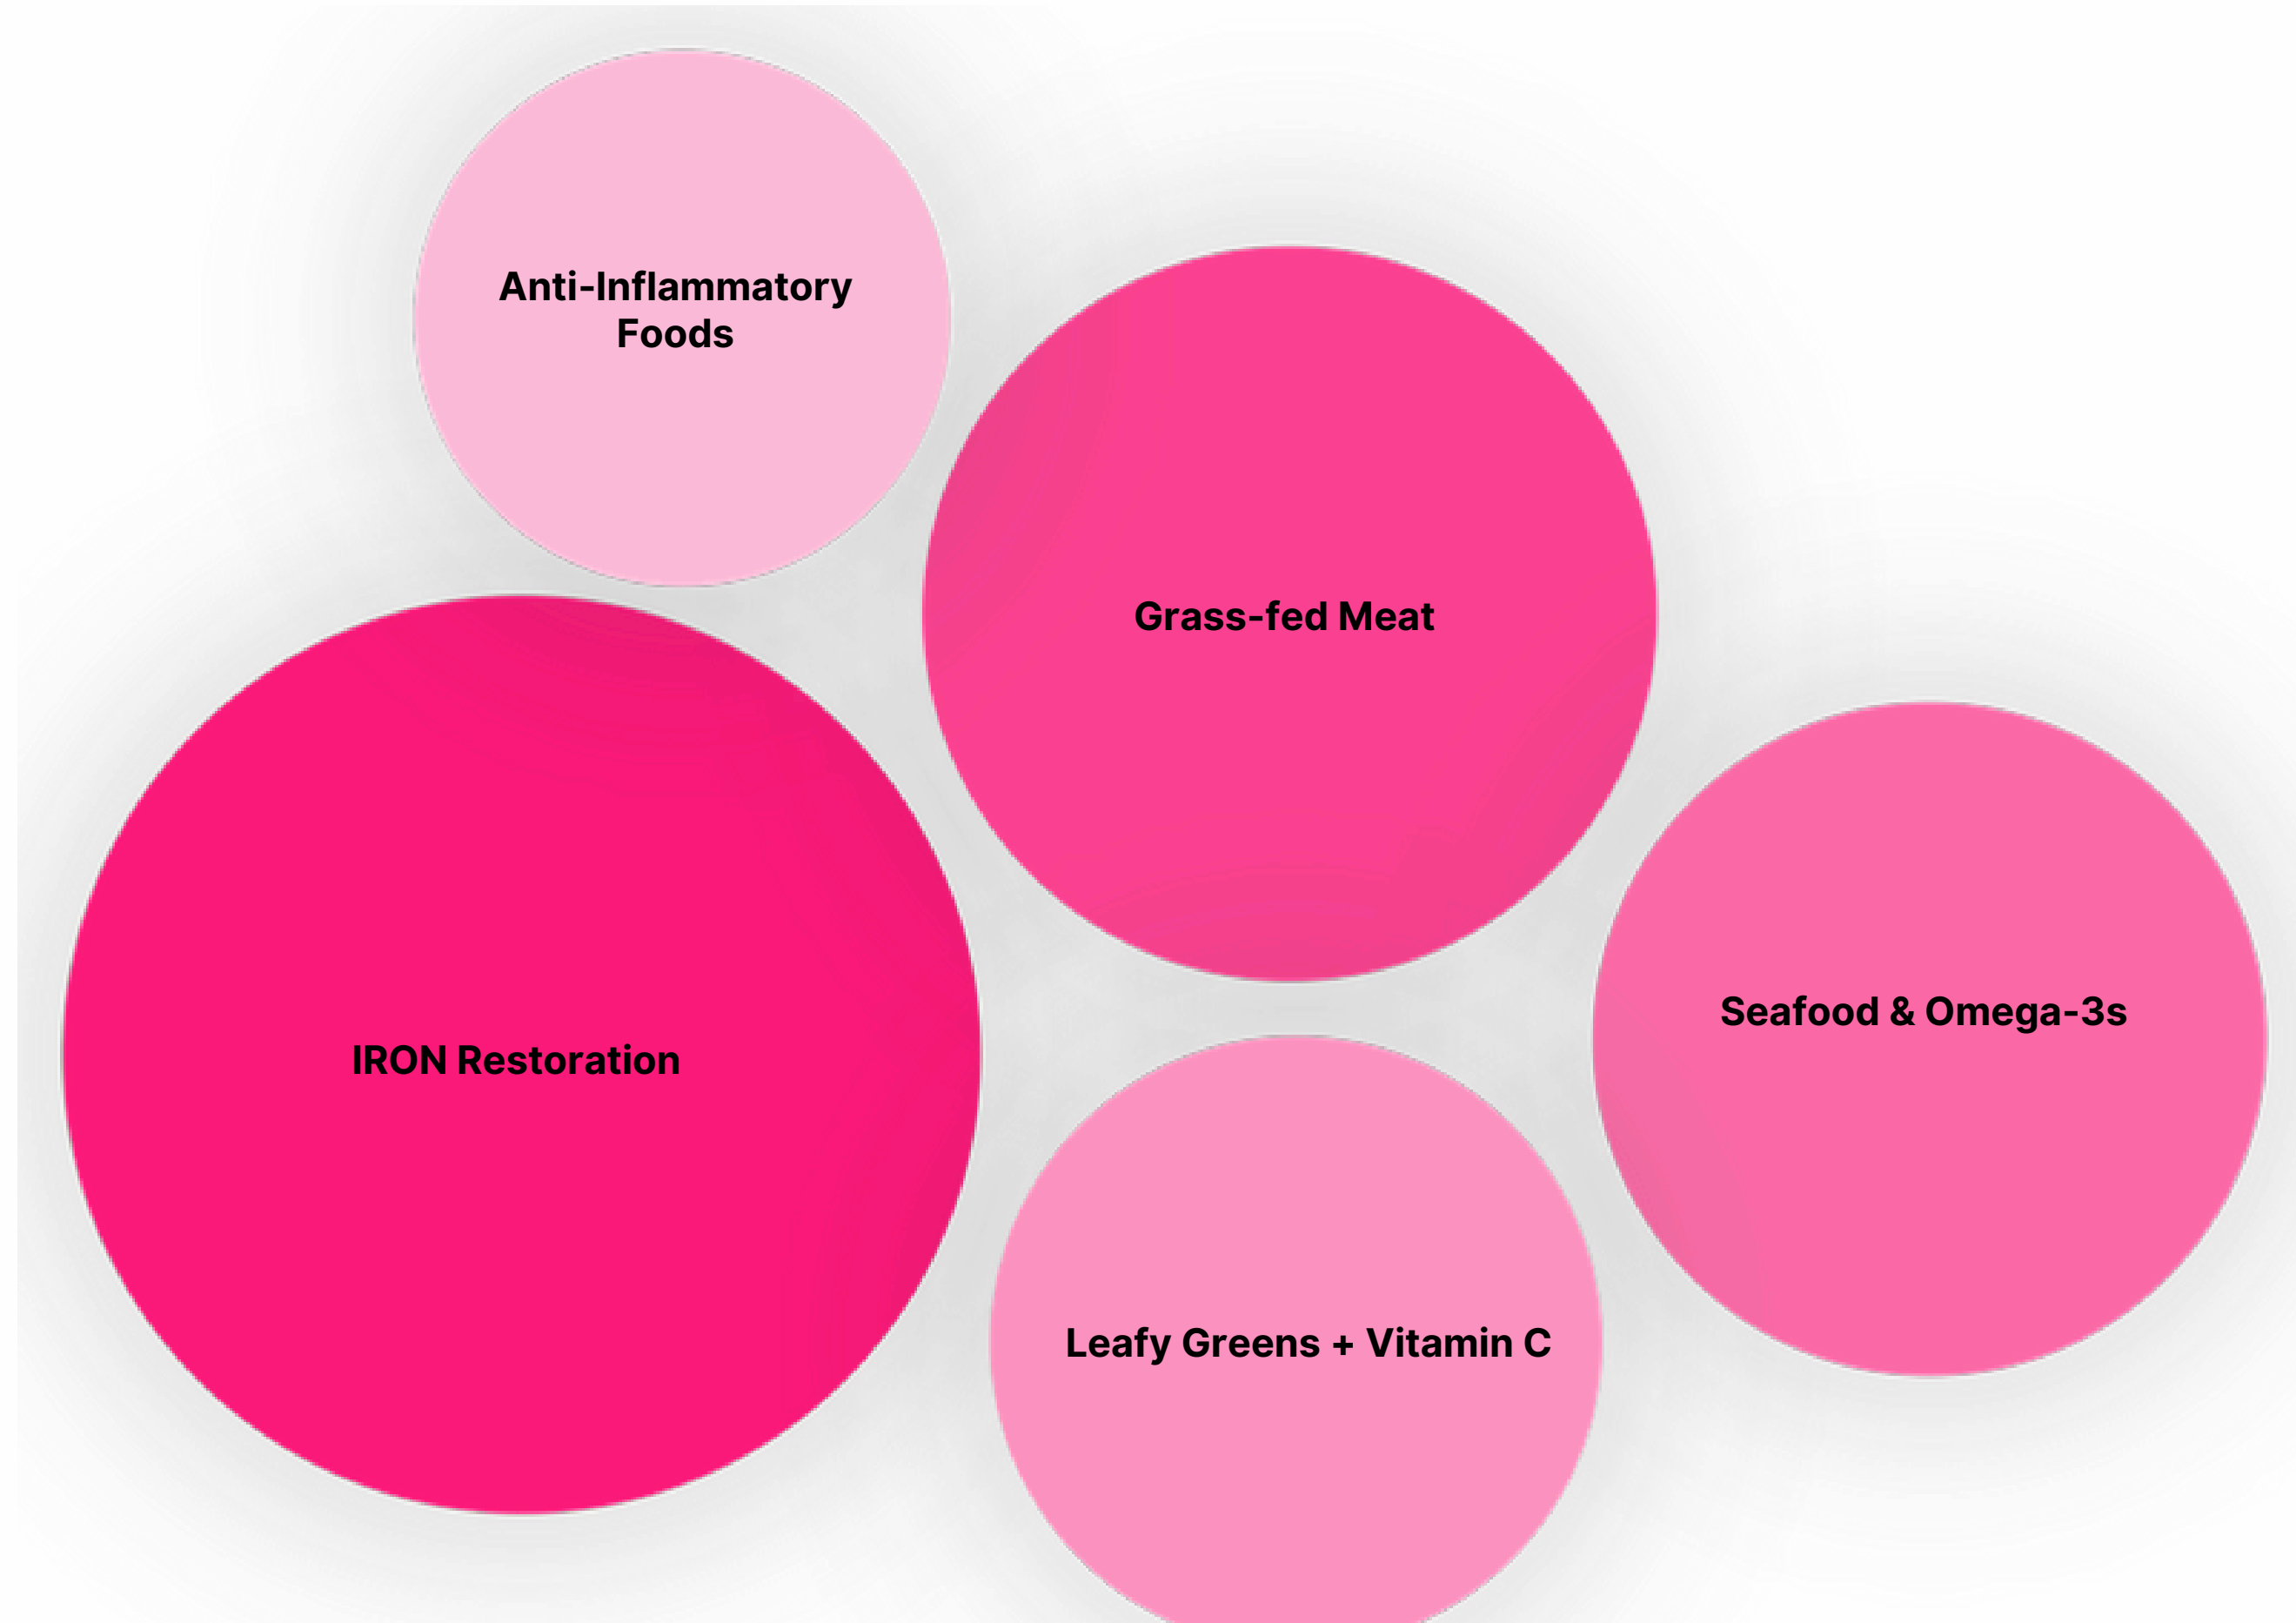 Anti-Inflammatory
Foods
Grass-fed Meat
Seafood & Omega-3s
IRON Restoration
Leafy Greens + Vitamin C